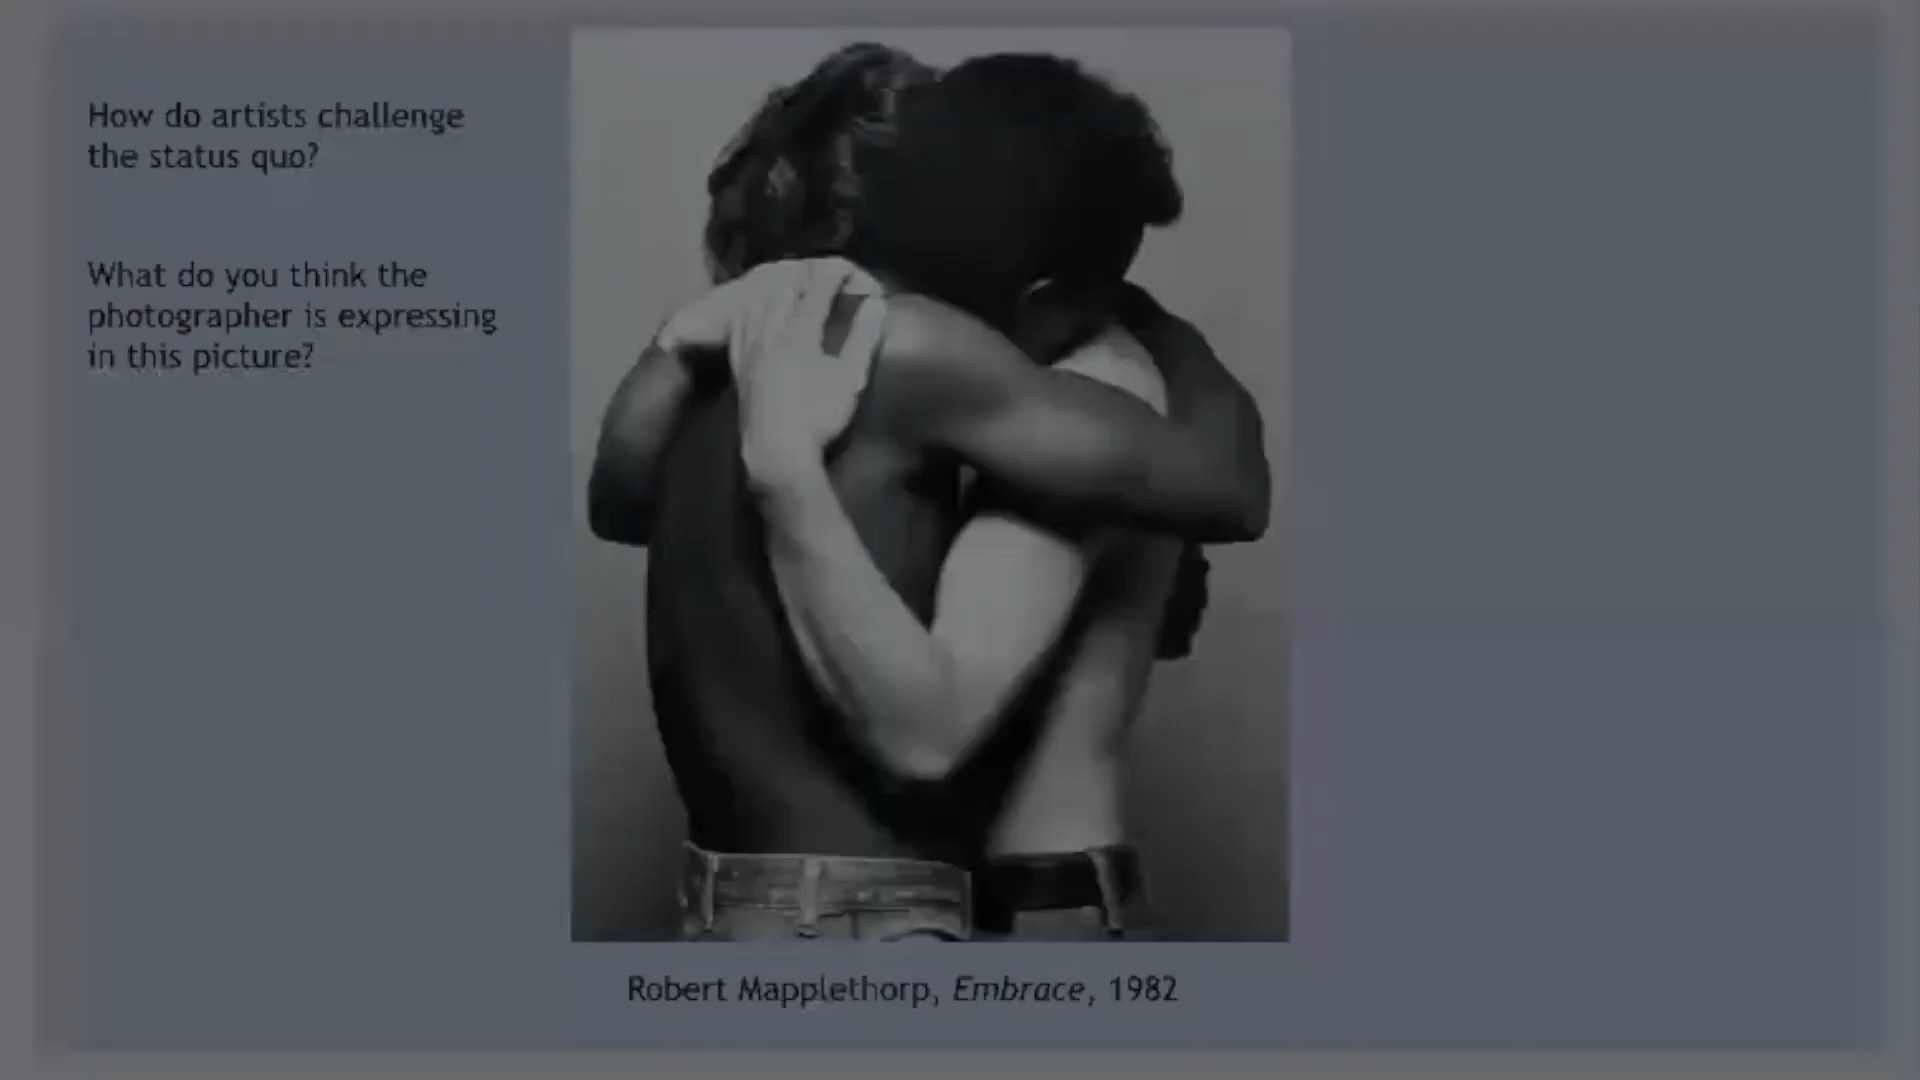 How do artists challenge
the status quo?
What do you think the
photographer is expressing
in this picture?
Robert Mapplethorp, Embrace, 1982